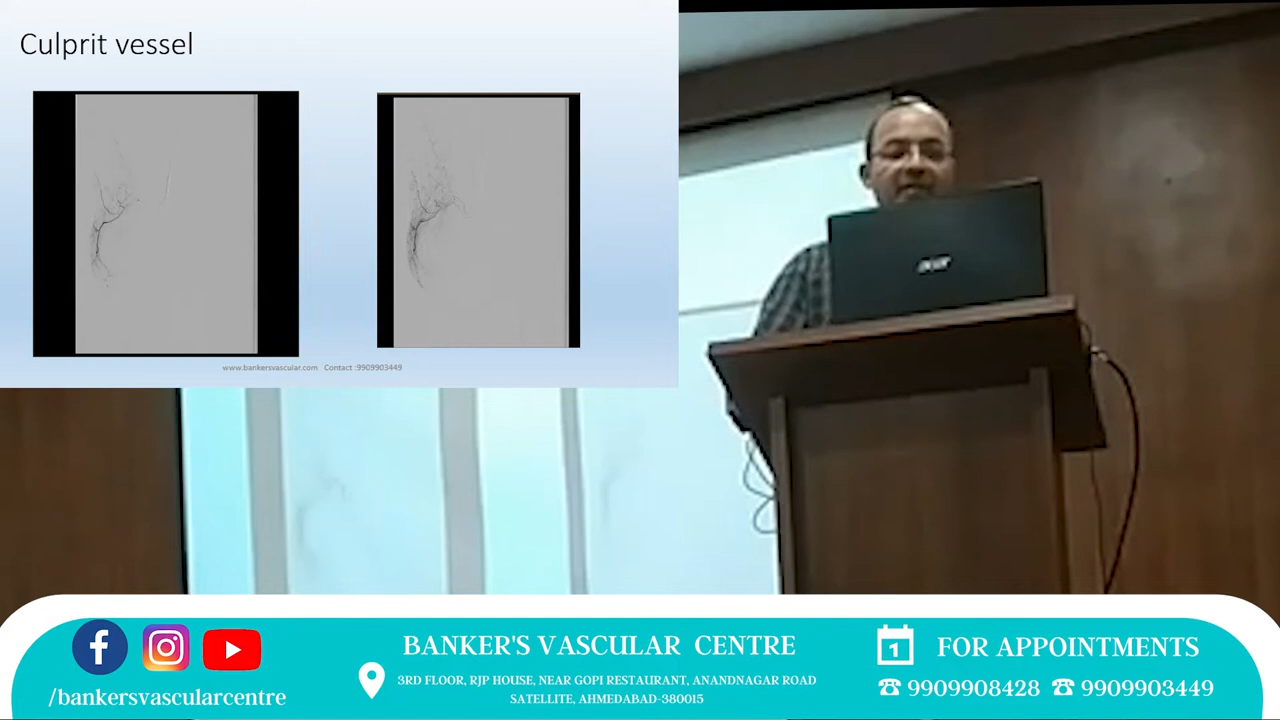 Culprit vessel
www.bankersvascular.com Contact :9909903449
acer
/bankersvascularcentre
BANKER'S VASCULAR CENTRE
3RD FLOOR, RJP HOUSE, NEAR GOPI RESTAURANT, ANANDNAGAR ROAD
SATELLITE, AHMEDABAD-380015
1 FOR APPOINTMENTS
9909908428 9909903449